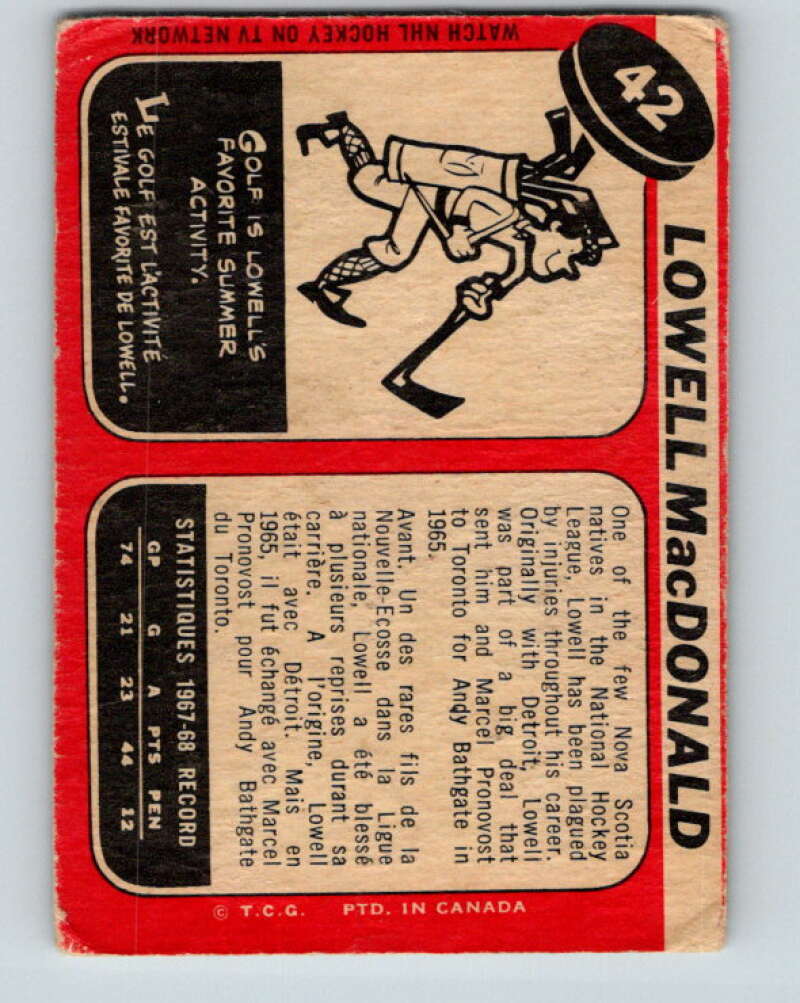 42
LOWELL MacDONALD
WATCH NHL HOCKEY ON TV NETWORK
GOLF IS LOWELL'S
FAVORITE SUMMER
ACTIVITY.
LE GOLF EST L'ACTIVITÉ
ESTIVALE FAVORITE DE LOWELL.
One of the few Nova Scotia
natives in the National Hockey
League, Lowell has been plagued
by injuries throughout his career.
Originally with Detroit, Lowell
was part of a big deal that
sent him and Marcel Pronovost
to Toronto for Andy Bathgate in
1965.
Avant. Un des rares fils de la
Nouvelle-Ecosse dans la Ligue
nationale, Lowell a été blessé
à plusieurs reprises durant sa
carrière. A l'origine, Lowell
était avec Détroit. Mais en
1965, il fut échangé avec Marcel
Pronovost pour Andy Bathgate
du Toronto.
STATISTIQUES 1967-68 RECORD
GP G A PTS PEN
74 21 23 44 12
© T.C.G. PTD. IN CANADA